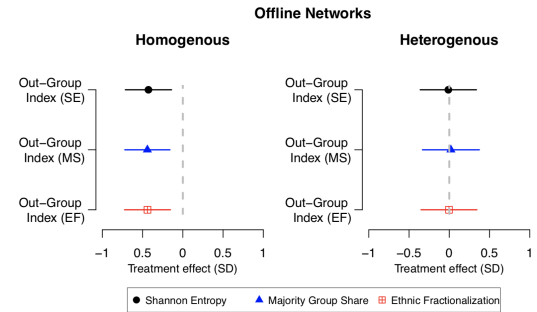 Offline Networks
Homogenous
Heterogenous
Out−Group
Index (SE)
Out−Group
Index (MS)
Out−Group
Index (EF)
−1 0.5 0 0.5 1
Treatment effect (SD)
Out−Group
Index (SE)
Out−Group
Index (MS)
Out−Group
Index (EF)
−1 −0.5 0 0.5 1
Treatment effect (SD)
Shannon Entropy Majority Group Share Ethnic Fractionalization